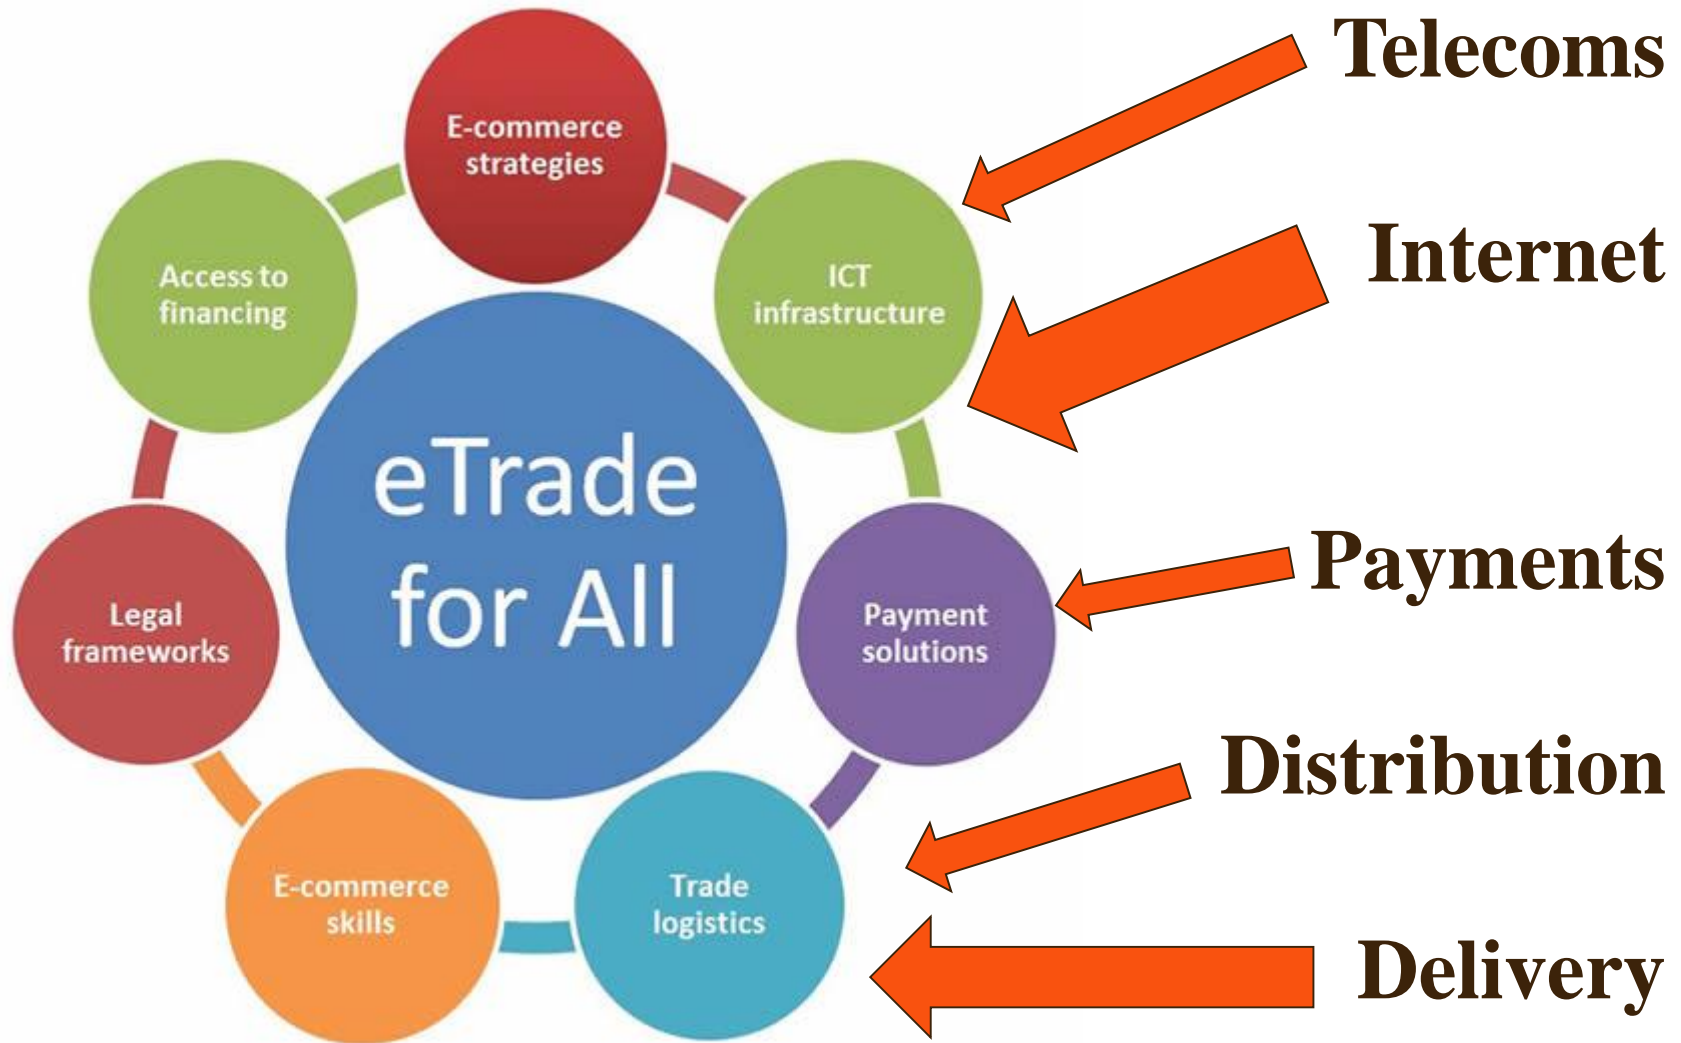 E-commerce
strategies
ICT
infrastructure
Payment
solutions
Trade
logistics
E-commerce
skills
Legal
frameworks
Access to
financing
eTrade
for All
Telecoms
Internet
Payments
Distribution
Delivery